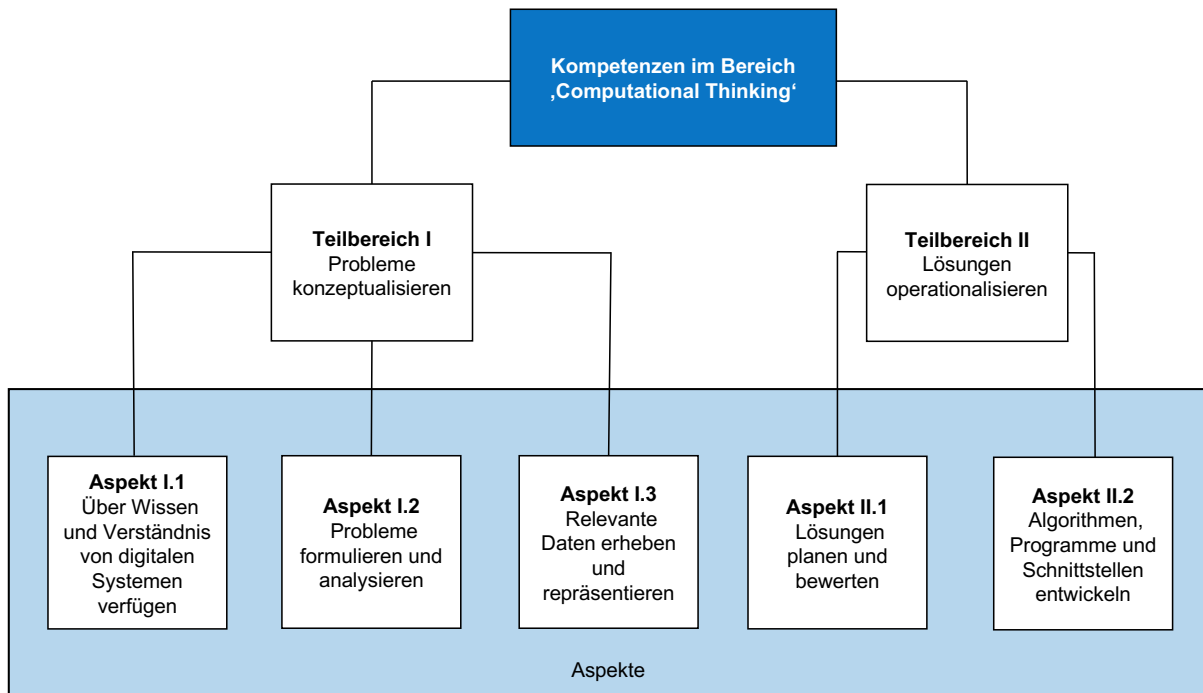 Kompetenzen im Bereich
‚Computational Thinking‘
Teilbereich I
Probleme
konzeptualisieren
Teilbereich II
Lösungen
operationalisieren
Aspekt I.1
Über Wissen
und Verständnis
von digitalen
Systemen
verfügen
Aspekt I.2
Probleme
formulieren und
analysieren
Aspekt I.3
Relevante
Daten erheben
und
repräsentieren
Aspekt II.1
Lösungen
planen und
bewerten
Aspekt II.2
Algorithmen,
Programme und
Schnittstellen
entwickeln
Aspekte